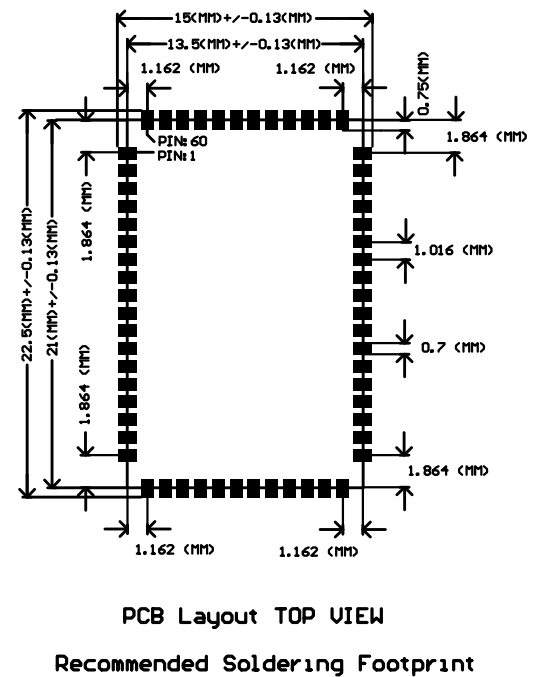 15(MM)+/-0.13(MM)
13.5(MM)+/-0.13(MM)
1.162 (MM)
1.162 (MM)
0.75(MM)
1.864 (MM)
PIN:60
PIN:1
1.864 (MM)
1.016 (MM)
22.5(MM)+/-0.13(MM)
21(MM)+/-0.13(MM)
0.7 (MM)
1.864 (MM)
1.864 (MM)
1.162 (MM)
1.162 (MM)
PCB Layout TOP VIEW
Recommended Soldering Footprint